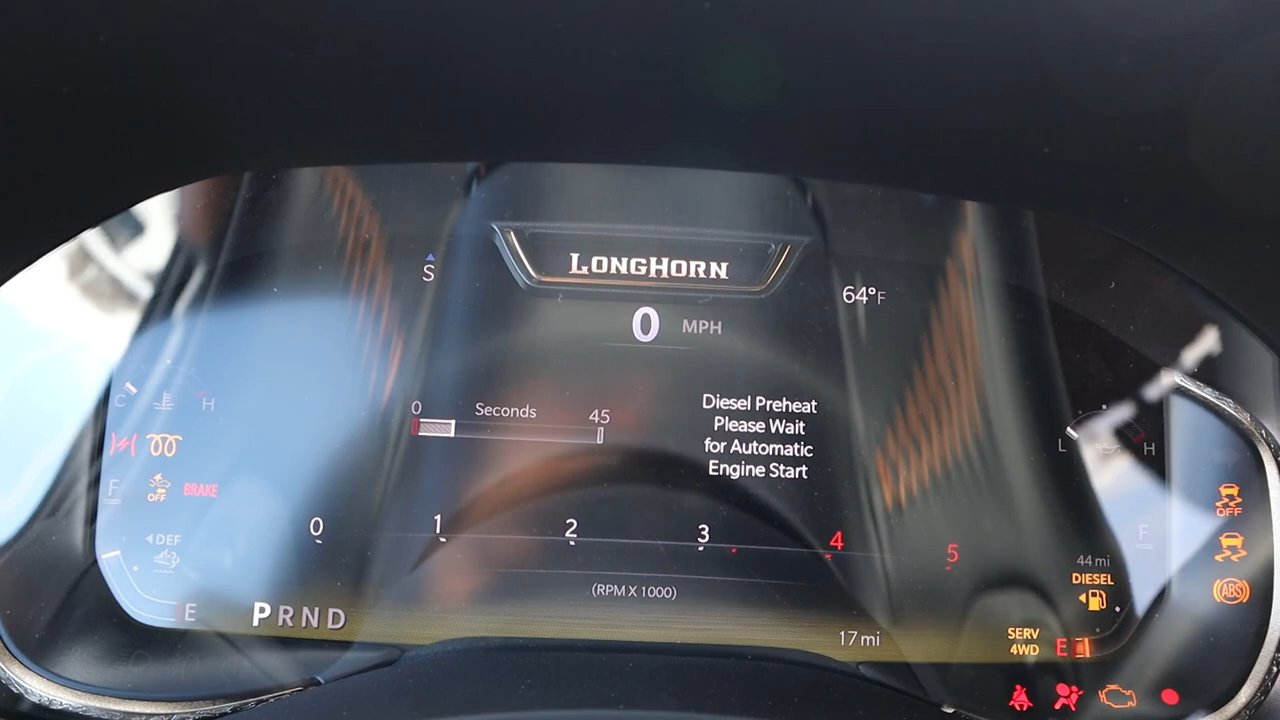 LONGHORN
S
64°F
0 MPH
C H
0 Seconds 45
Diesel Preheat
Please Wait
for Automatic
Engine Start
L H
F
OFF BRAKE
DEF
0 1 2 3 4 5
(RPM X 1000)
E
PRND
17 mi
F
OFF
44 mi
DIESEL
ABS
SERV
4WD
E